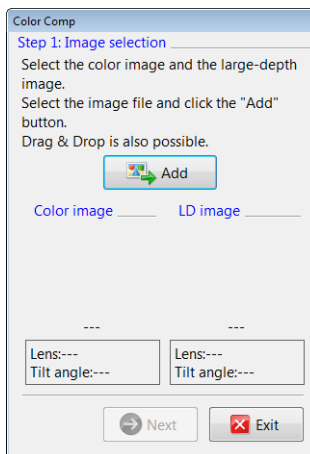 Color Comp
Step 1: Image selection
Select the color image and the large-depth
image.
Select the image file and click the "Add"
button.
Drag & Drop is also possible.
Add
Color image
LD image
---
---
Lens:---
Tilt angle:---
Lens:---
Tilt angle:---
Next
Exit